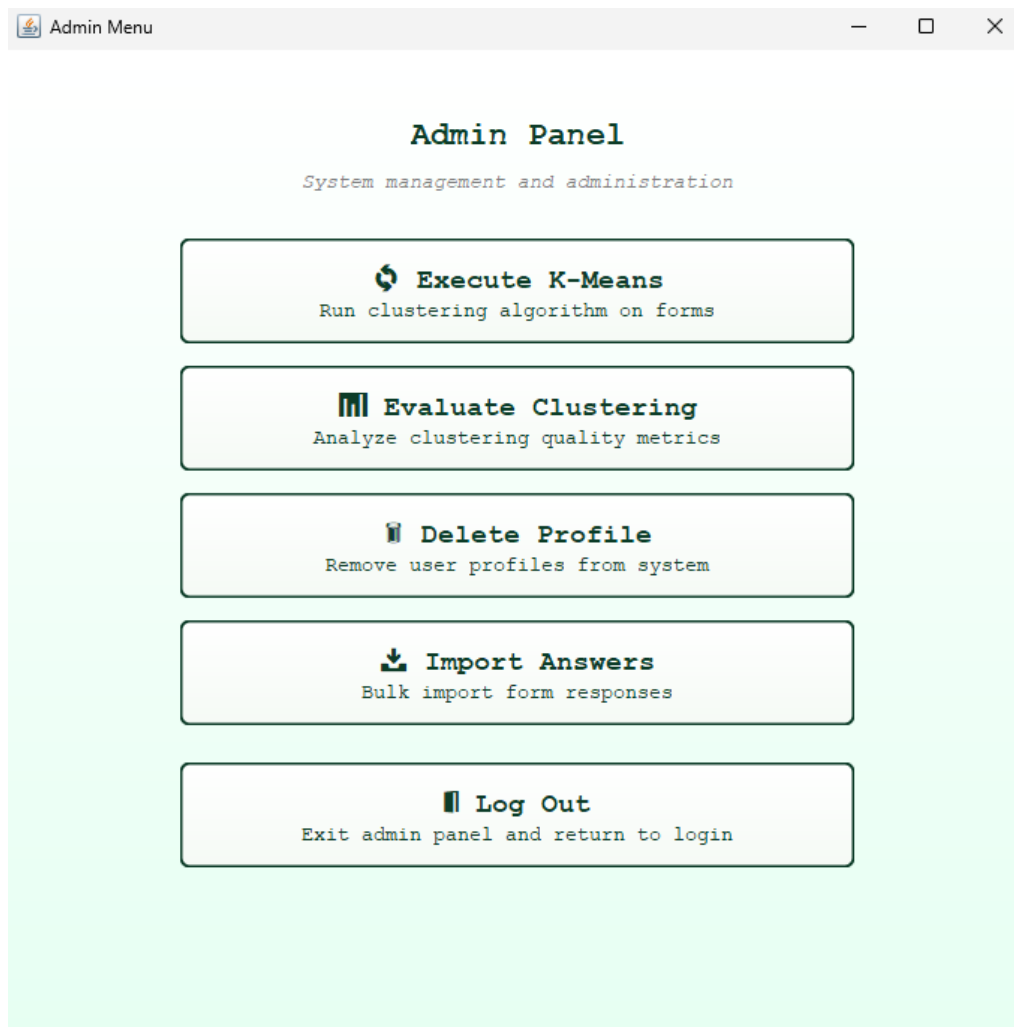 Admin Menu
Admin Panel
System management and administration
Execute K-Means
Run clustering algorithm on forms
Evaluate Clustering
Analyze clustering quality metrics
Delete Profile
Remove user profiles from system
Import Answers
Bulk import form responses
Log Out
Exit admin panel and return to login